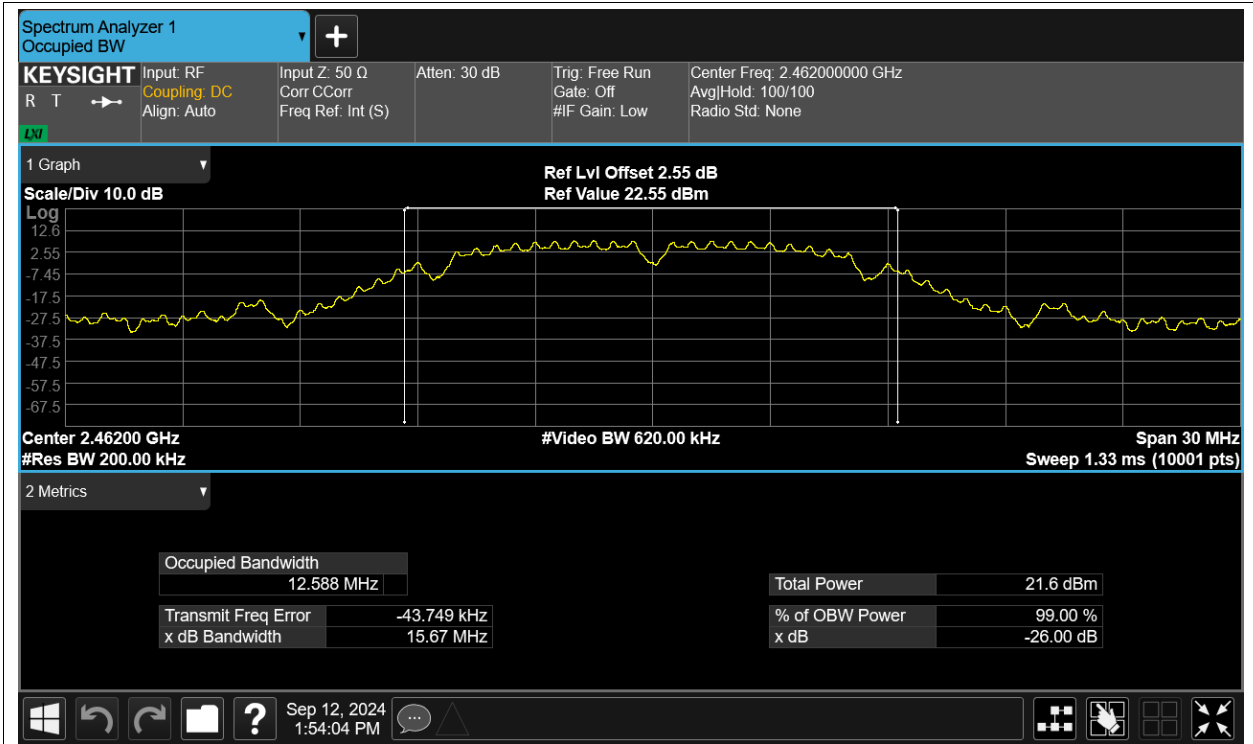 Spectrum Analyzer 1
Occupied BW
KEYSIGHT
R T
LXI
Input: RF
Coupling: DC
Align: Auto
Input Z: 50 Ω
Corr CCorr
Freq Ref: Int (S)
Atten: 30 dB
Trig: Free Run
Gate: Off
#IF Gain: Low
Center Freq: 2.462000000 GHz
Avg|Hold: 100/100
Radio Std: None
1 Graph
Scale/Div 10.0 dB
Ref Lvl Offset 2.55 dB
Ref Value 22.55 dBm
Log
12.6
2.55
-7.45
-17.5
-27.5
-37.5
-47.5
-57.5
-67.5
Center 2.46200 GHz
#Video BW 620.00 kHz
Span 30 MHz
#Res BW 200.00 kHz
Sweep 1.33 ms (10001 pts)
2 Metrics
Occupied Bandwidth
12.588 MHz
Transmit Freq Error -43.749 kHz
x dB Bandwidth 15.67 MHz
Total Power 21.6 dBm
% of OBW Power 99.00 %
x dB -26.00 dB
?
Sep 12, 2024
1:54:04 PM